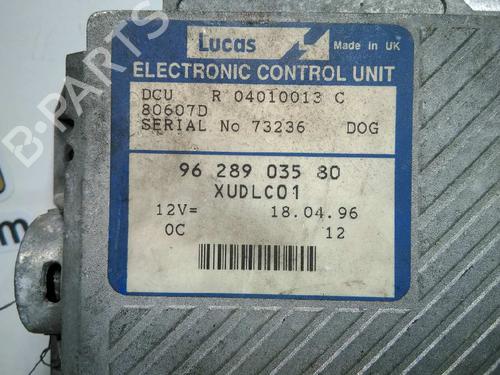 Lucas
Made in UK
ELECTRONIC CONTROL UNIT
DCU R 04010013 C
80607D
SERIAL No 73236 DOG
96 289 035 80
XUDLC01
12V= 18.04.96
0C 12
B-PARTS